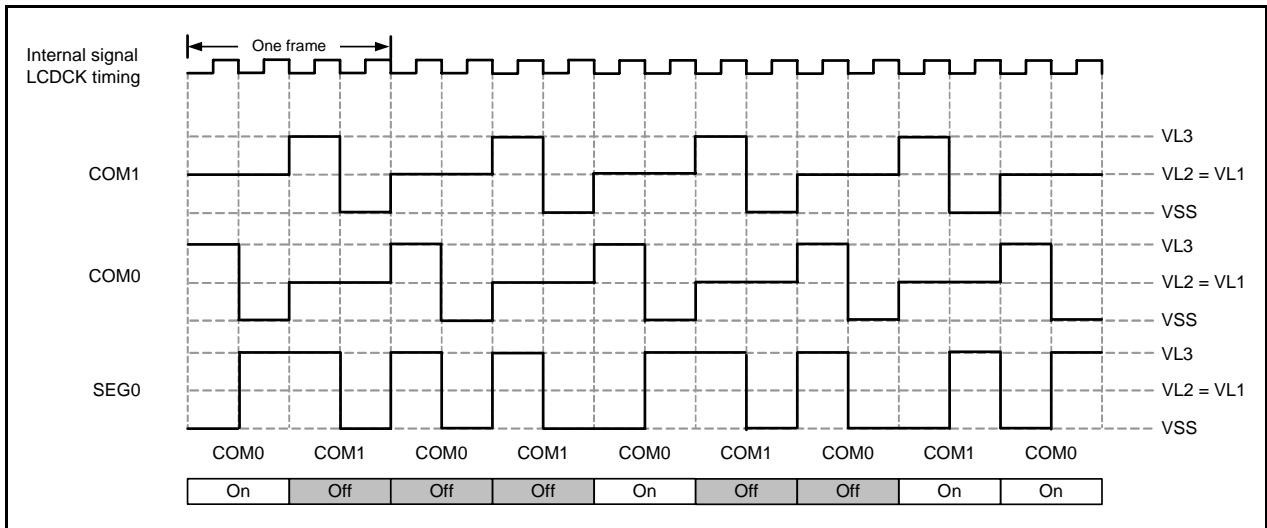 One frame
Internal signal
LCDCK timing
VL3
COM1
VL2 = VL1
VSS
VL3
COM0
VL2 = VL1
VSS
VL3
SEG0
VL2 = VL1
VSS
COM0 COM1 COM0 COM1 COM0 COM1 COM0 COM1 COM0
On Off Off Off On Off Off On On